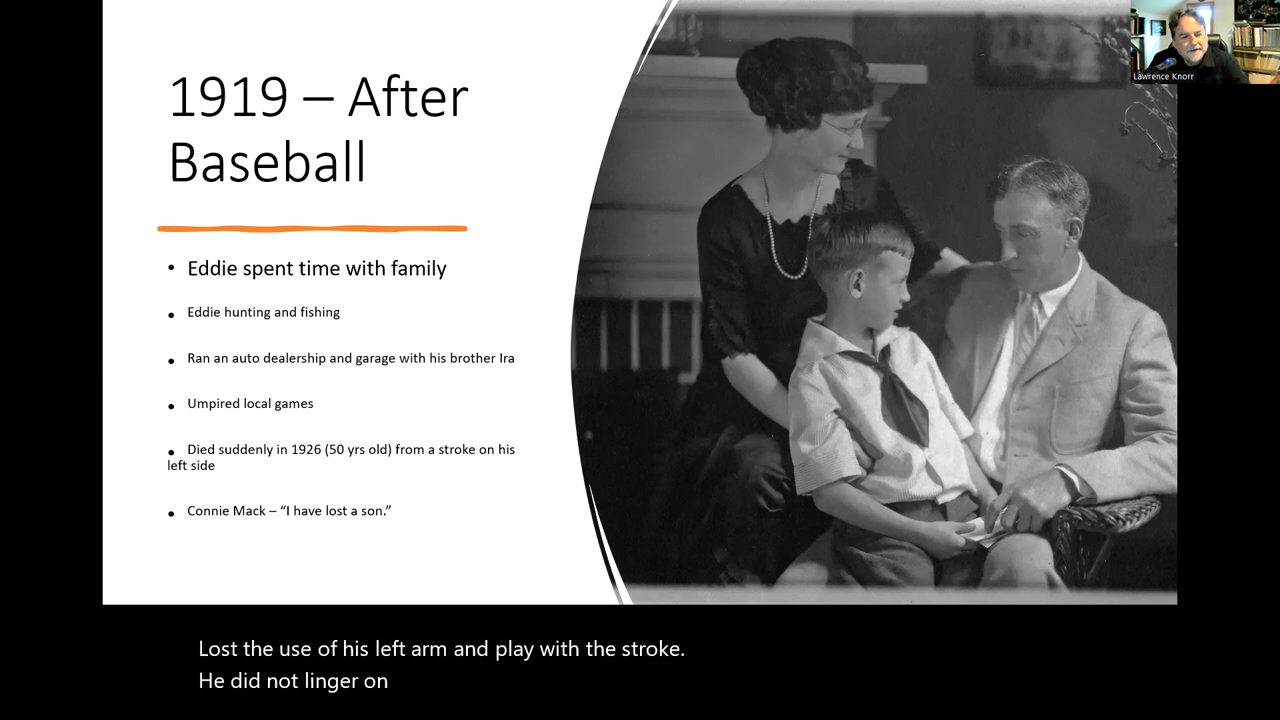 1919 – After
Baseball
• Eddie spent time with family
• Eddie hunting and fishing
• Ran an auto dealership and garage with his brother Ira
• Umpired local games
• Died suddenly in 1926 (50 yrs old) from a stroke on his
left side
• Connie Mack – “I have lost a son.”
Lawrence Knorr
Lost the use of his left arm and play with the stroke.
He did not linger on